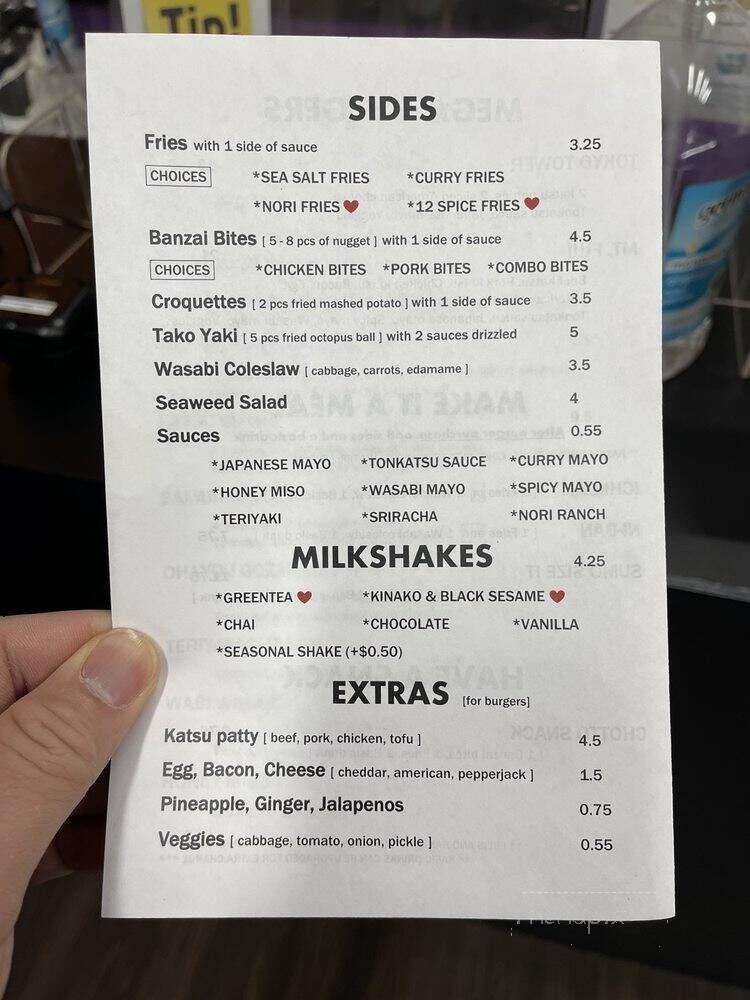 Tip!
SIDES
Fries with 1 side of sauce 3.25
CHOICES *SEA SALT FRIES *CURRY FRIES
*NORI FRIES ❤ *12 SPICE FRIES ❤
Banzai Bites [ 5 - 8 pcs of nugget ] with 1 side of sauce 4.5
CHOICES *CHICKEN BITES *PORK BITES *COMBO BITES
Croquettes [ 2 pcs fried mashed potato ] with 1 side of sauce 3.5
Tako Yaki [ 5 pcs fried octopus ball ] with 2 sauces drizzled 5
Wasabi Coleslaw [ cabbage, carrots, edamame ] 3.5
Seaweed Salad 4
Sauces 0.55
*JAPANESE MAYO *TONKATSU SAUCE *CURRY MAYO
*HONEY MISO *WASABI MAYO *SPICY MAYO
*TERIYAKI *SRIRACHA *NORI RANCH
MILKSHAKES 4.25
*GREENTEA ❤ *KINAKO & BLACK SESAME ❤
*CHAI *CHOCOLATE *VANILLA
*SEASONAL SHAKE (+$0.50)
EXTRAS [for burgers]
Katsu patty [ beef, pork, chicken, tofu ] 4.5
Egg, Bacon, Cheese [ cheddar, american, pepperjack ] 1.5
Pineapple, Ginger, Jalapenos 0.75
Veggies [ cabbage, tomato, onion, pickle ] 0.55